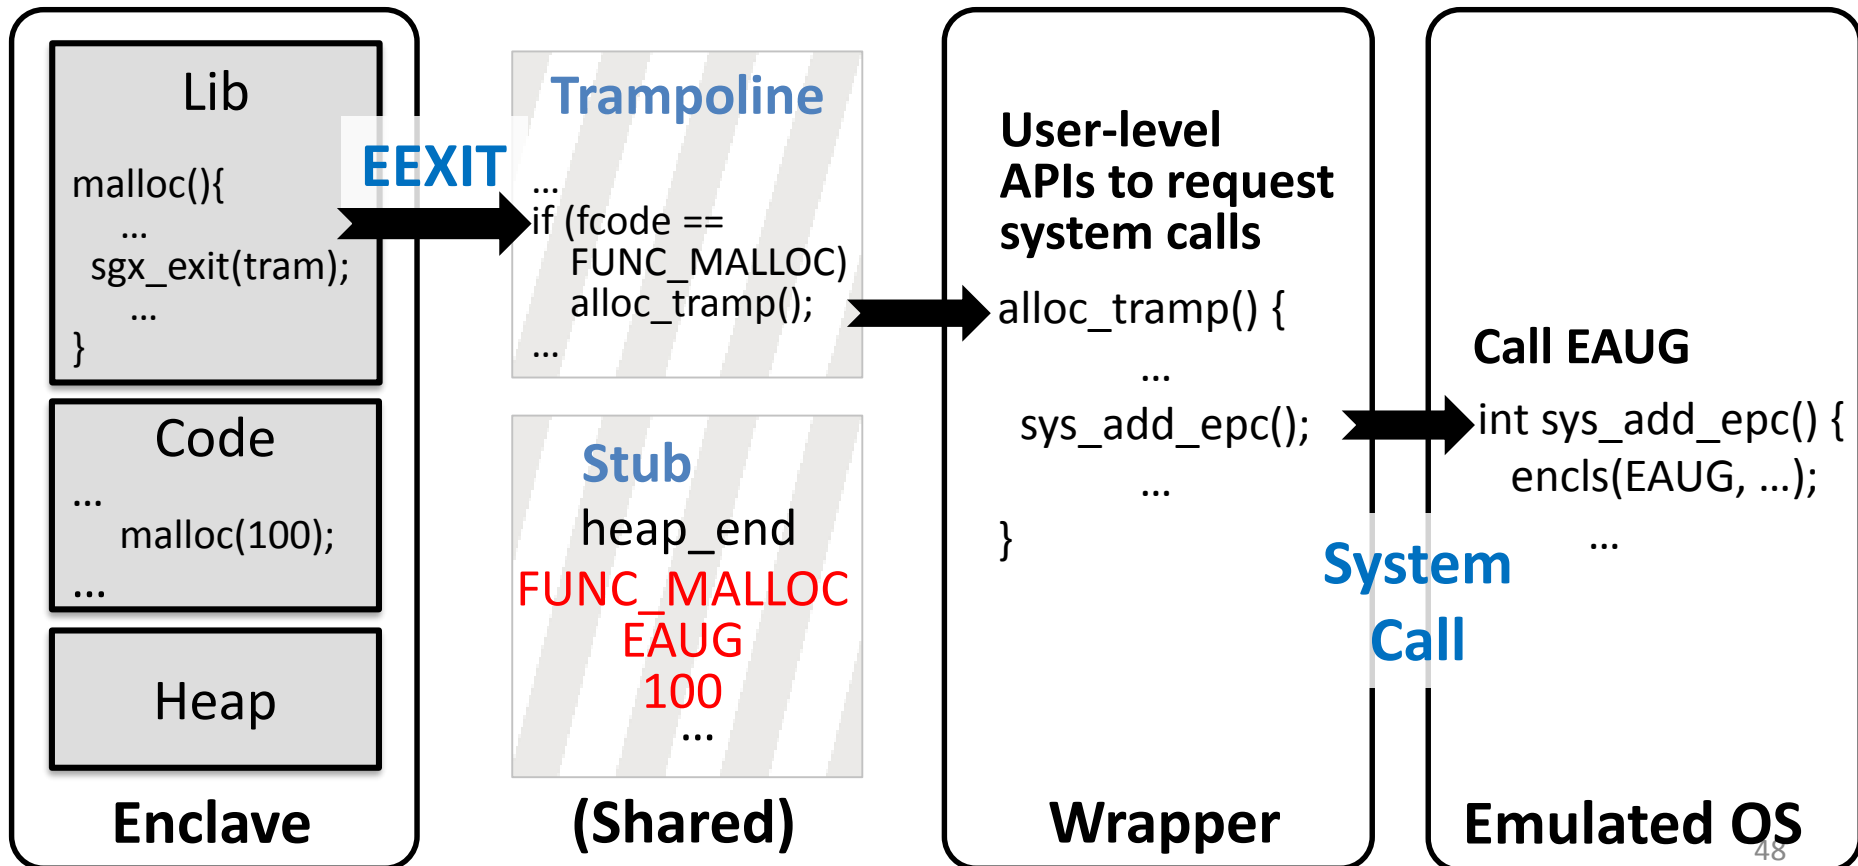 Lib
malloc(){
...
sgx_exit(tram);
...
}
Code
...
malloc(100);
...
Heap
Enclave
EEXIT
Trampoline
...
if (fcode ==
FUNC_MALLOC)
alloc_tramp();
...
Stub
heap_end
FUNC_MALLOC
EAUG
100
...
(Shared)
User-level
APIs to request
system calls
alloc_tramp() {
...
sys_add_epc();
...
}
Wrapper
System
Call
Call EAUG
int sys_add_epc() {
encls(EAUG, ...);
...
Emulated OS
48